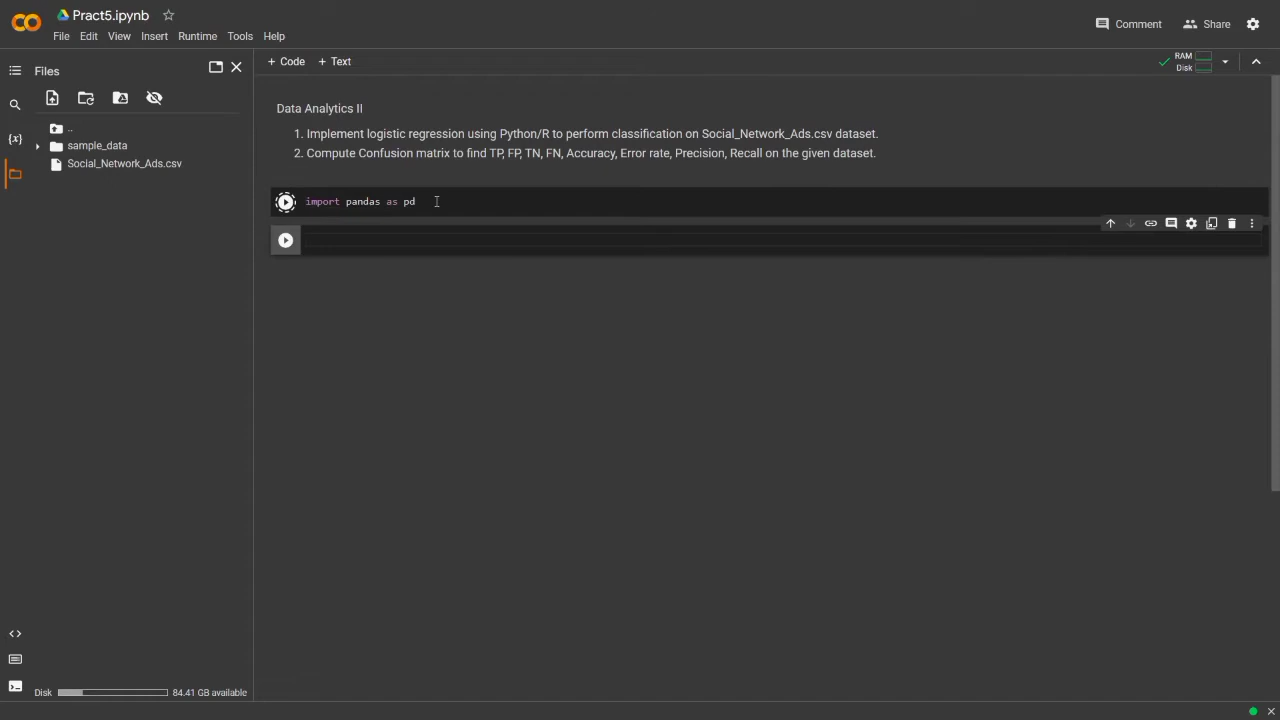 Pract5.ipynb
File Edit View Insert Runtime Tools Help
Comment Share
Files
+ Code + Text
RAM
Disk
..
sample_data
Social_Network_Ads.csv
Data Analytics II
1. Implement logistic regression using Python/R to perform classification on Social_Network_Ads.csv dataset.
2. Compute Confusion matrix to find TP, FP, TN, FN, Accuracy, Error rate, Precision, Recall on the given dataset.
import pandas as pd
Disk 84.41 GB available